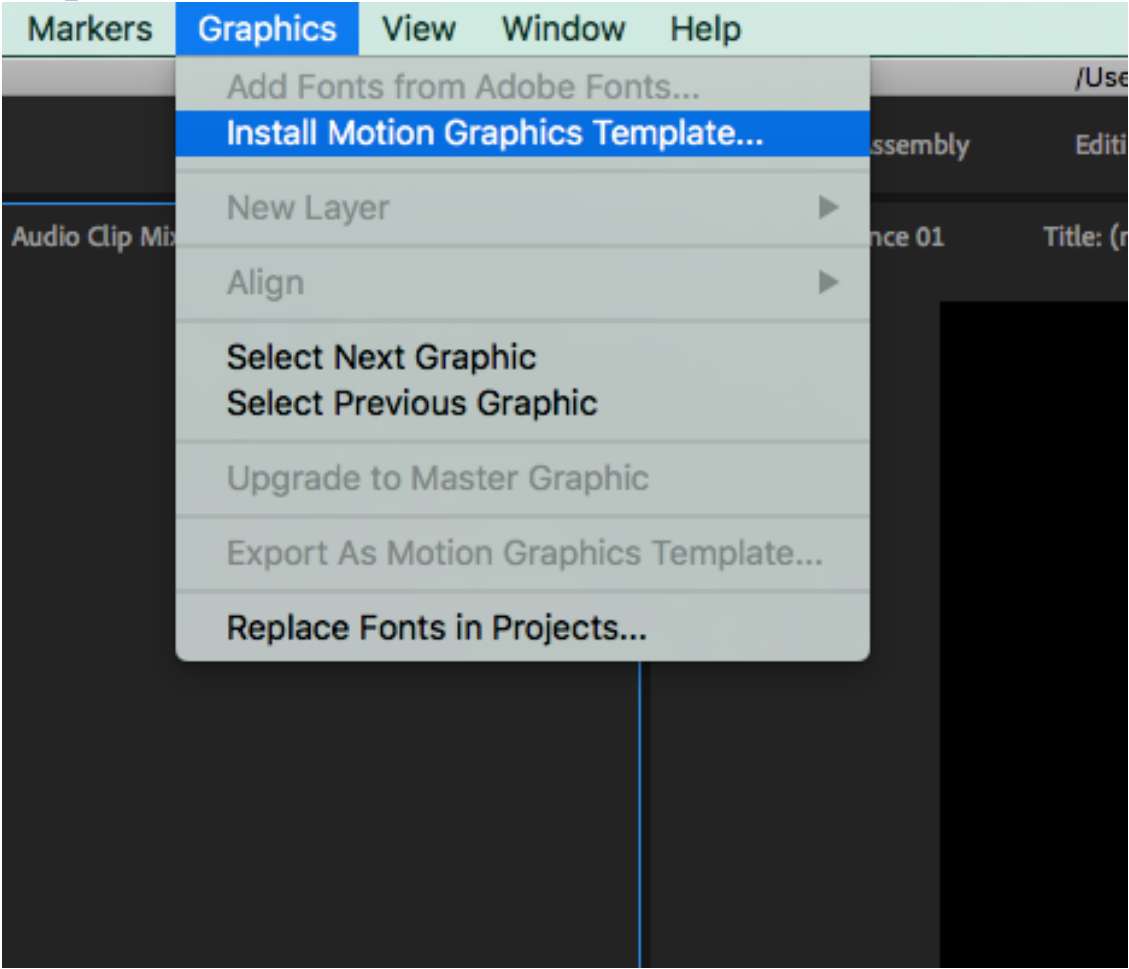 Markers Graphics View Window Help
/Use
Add Fonts from Adobe Fonts...
Install Motion Graphics Template...
ssembly Editi
New Layer
Audio Clip Mix nce 01 Title: (
Align
Select Next Graphic
Select Previous Graphic
Upgrade to Master Graphic
Export As Motion Graphics Template...
Replace Fonts in Projects...